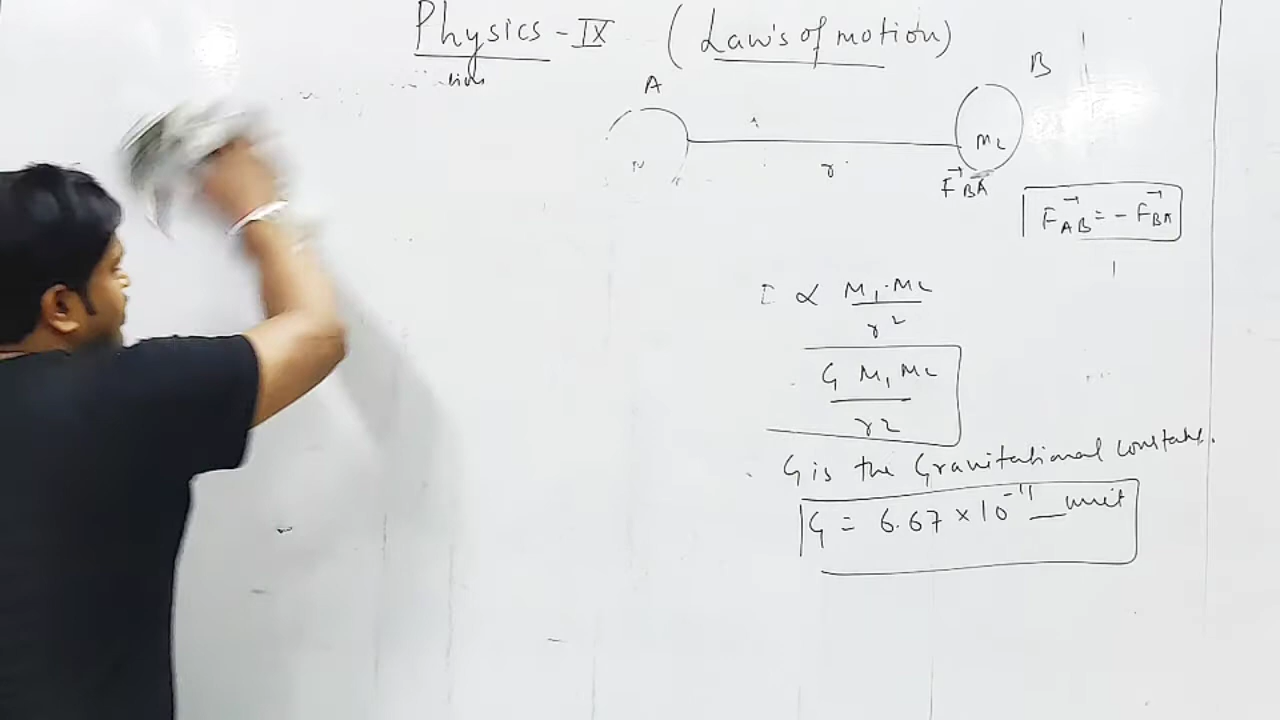 Physics - IX (Law's of motion)
A
B
M2
r
F⃗BA
F⃗AB = - F⃗BA
∝ M1.M2
r2
G M1 M2
r2
G is the Gravitational constant.
G = 6.67 × 10^-11 unit